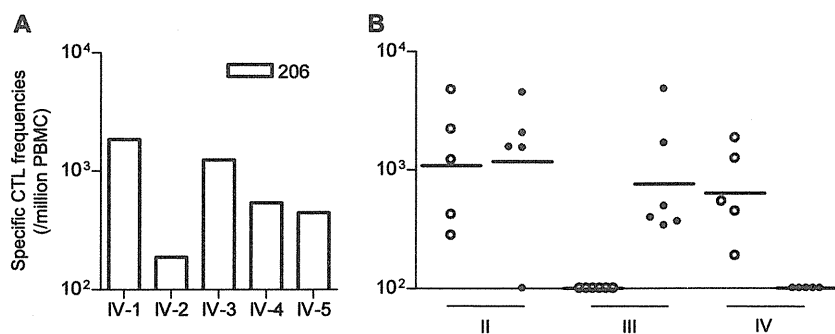 A
B
Specific CTL frequencies
(/million PBMC)
10⁴
10³
10²
206
IV-1 IV-2 IV-3 IV-4 IV-5
10⁴
10³
10²
II III IV